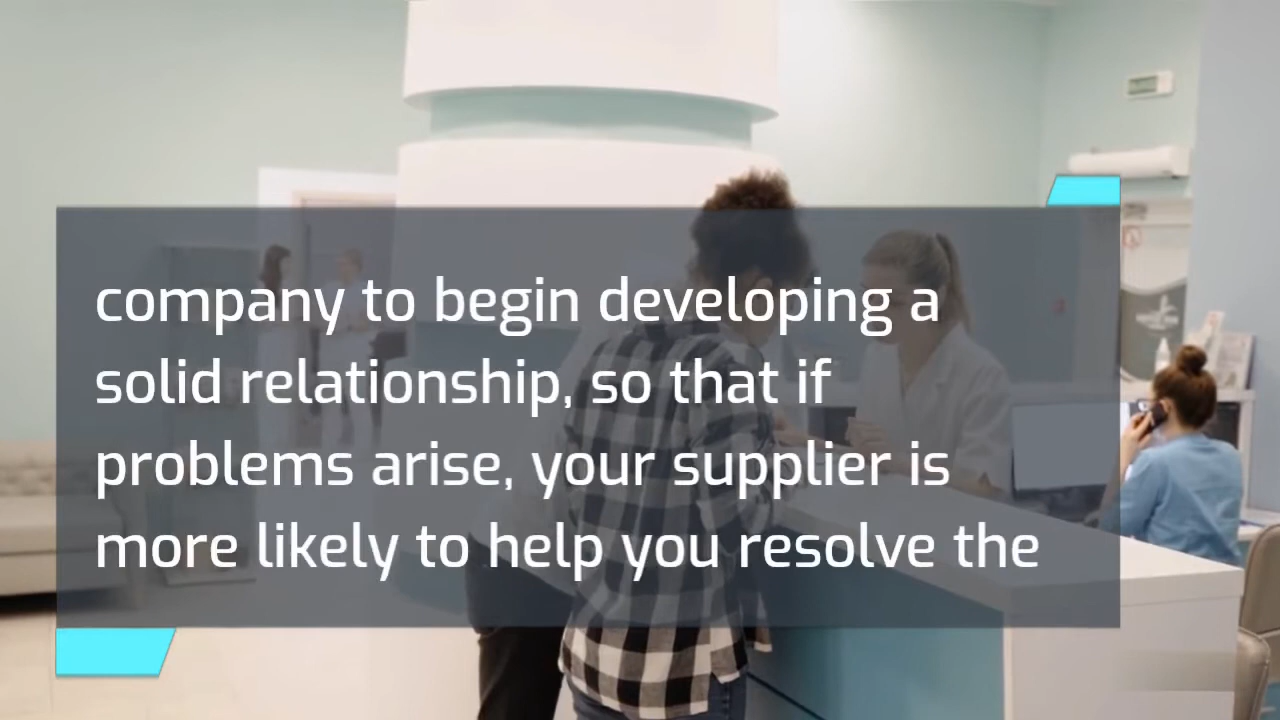 company to begin developing a
solid relationship, so that if
problems arise, your supplier is
more likely to help you resolve the